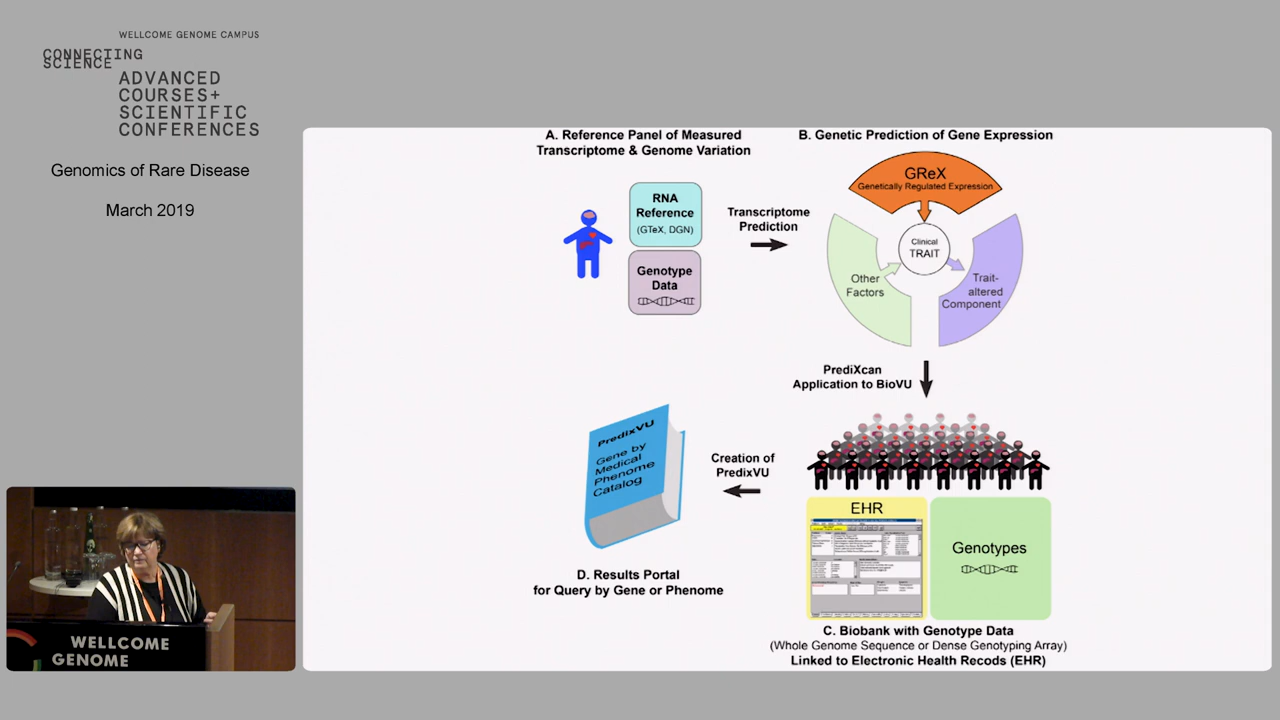 WELLCOME GENOME CAMPUS
CONNECTING
SCIENCE
ADVANCED
COURSES+
SCIENTIFIC
CONFERENCES
Genomics of Rare Disease
March 2019
A. Reference Panel of Measured
Transcriptome & Genome Variation
RNA
Reference
(GTeX, DGN)
Genotype
Data
Transcriptome
Prediction
B. Genetic Prediction of Gene Expression
GReX
Genetically Regulated Expression
Clinical
TRAIT
Other
Factors
Trait-
altered
Component
PrediXcan
Application to BioVU
EHR
Genotypes
C. Biobank with Genotype Data
(Whole Genome Sequence or Dense Genotyping Array)
Linked to Electronic Health Recods (EHR)
Creation of
PredixVU
PredixVU
Gene by
Medical
Phenome
Catalog
D. Results Portal
for Query by Gene or Phenome
WELLCOME
GENOME